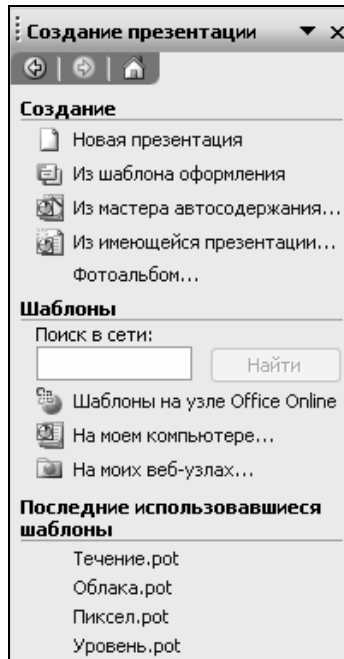 Создание презентации
Создание
Новая презентация
Из шаблона оформления
Из мастера автосодержания...
Из имеющейся презентации...
Фотоальбом...
Шаблоны
Поиск в сети:
Найти
Шаблоны на узле Office Online
На моем компьютере...
На моих веб-узлах...
Последние использовавшиеся
шаблоны
Течение.pot
Облака.pot
Пиксел.pot
Уровень.pot